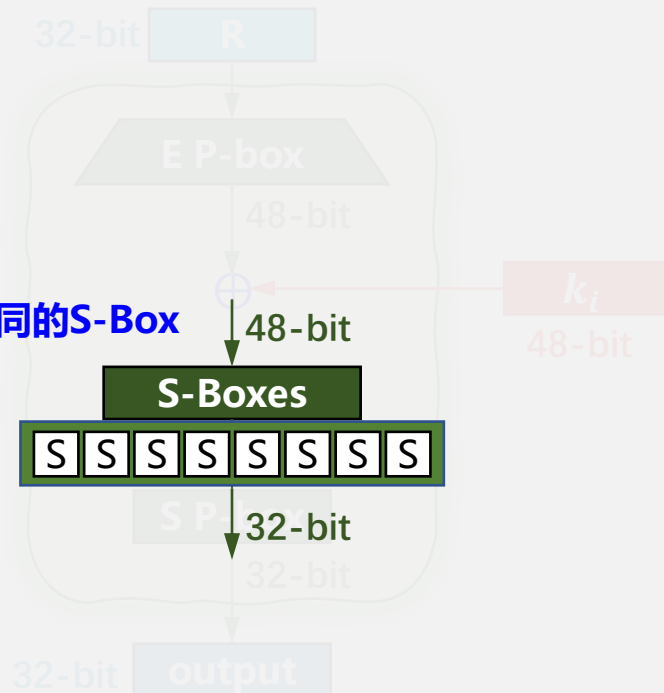 32-bit R
E P-box
48-bit
k_i
同的S-Box
48-bit
48-bit
S-Boxes
S S S S S S S S
S P-box
32-bit
32-bit
32-bit output